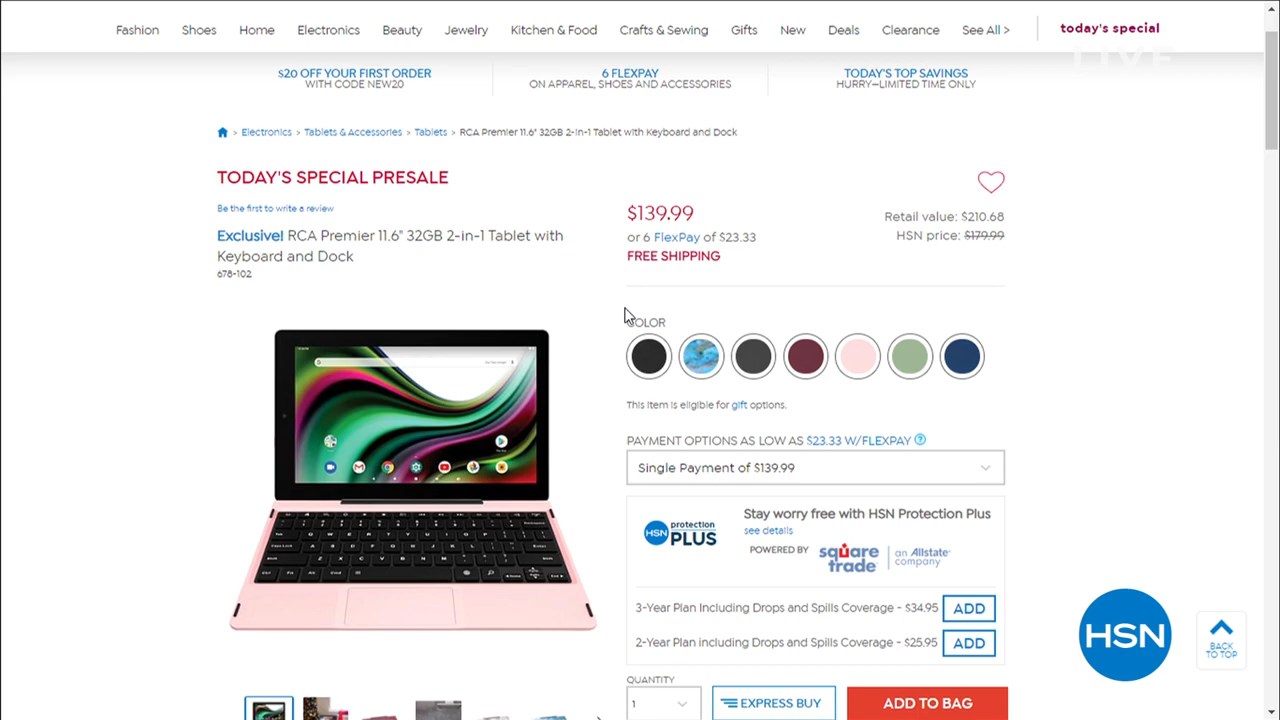 Fashion Shoes Home Electronics Beauty Jewelry Kitchen & Food Crafts & Sewing Gifts New Deals Clearance See All > today's special
LIVE
$20 OFF YOUR FIRST ORDER
WITH CODE NEW20
6 FLEXPAY
ON APPAREL, SHOES AND ACCESSORIES
TODAY'S TOP SAVINGS
HURRY—LIMITED TIME ONLY
> Electronics > Tablets & Accessories > Tablets > RCA Premier 11.6" 32GB 2-in-1 Tablet with Keyboard and Dock
TODAY'S SPECIAL PRESALE
Be the first to write a review
Exclusive! RCA Premier 11.6" 32GB 2-in-1 Tablet with
Keyboard and Dock
678-102
$139.99
or 6 FlexPay of $23.33
FREE SHIPPING
Retail value: $210.68
HSN price: $179.99
COLOR
This item is eligible for gift options.
PAYMENT OPTIONS AS LOW AS $23.33 W/FLEXPAY ?
Single Payment of $139.99
HSN protection PLUS
Stay worry free with HSN Protection Plus
see details
POWERED BY square trade an Allstate company
3-Year Plan Including Drops and Spills Coverage - $34.95 ADD
2-Year Plan including Drops and Spills Coverage - $25.95 ADD
QUANTITY
1
EXPRESS BUY
ADD TO BAG
HSN
BACK
TO TOP